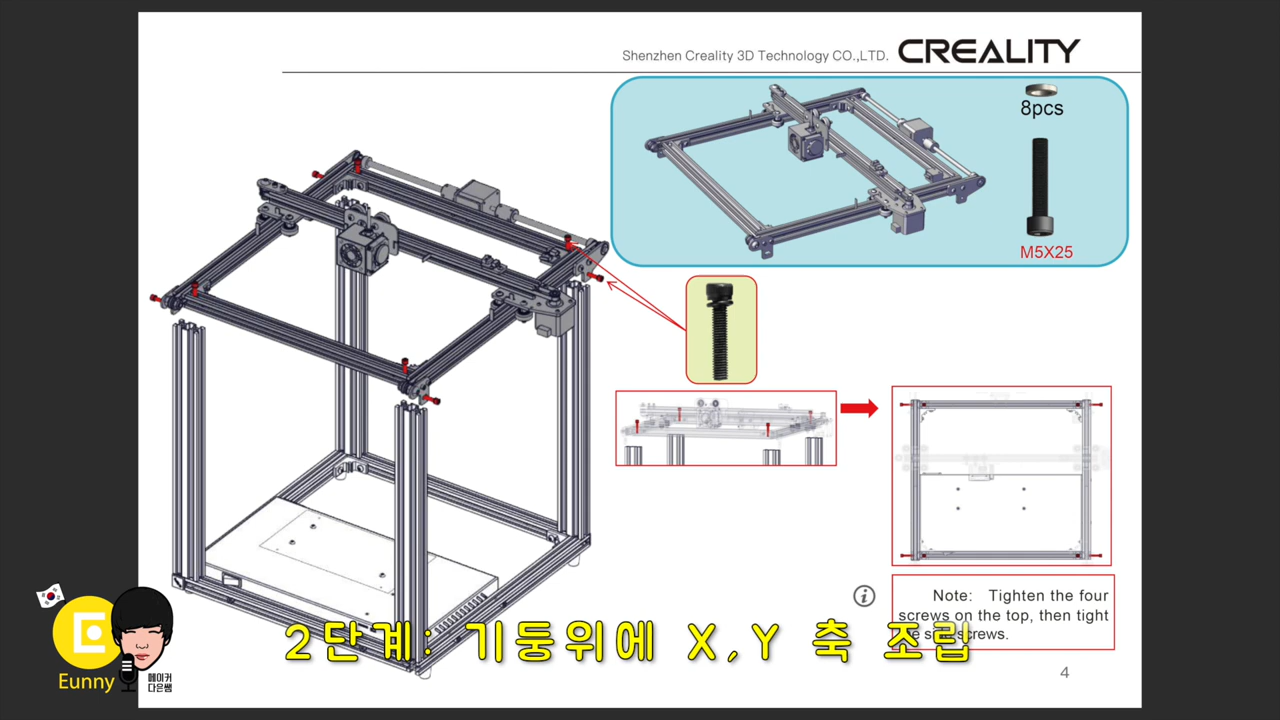 Shenzhen Creality 3D Technology CO.,LTD. CREALITY
8pcs
M5X25
Note: Tighten the four
screws on the top, then tight
screws.
2단계: 기둥위에 X,Y 축 조립
4
Eunny
메이커
다은쌤